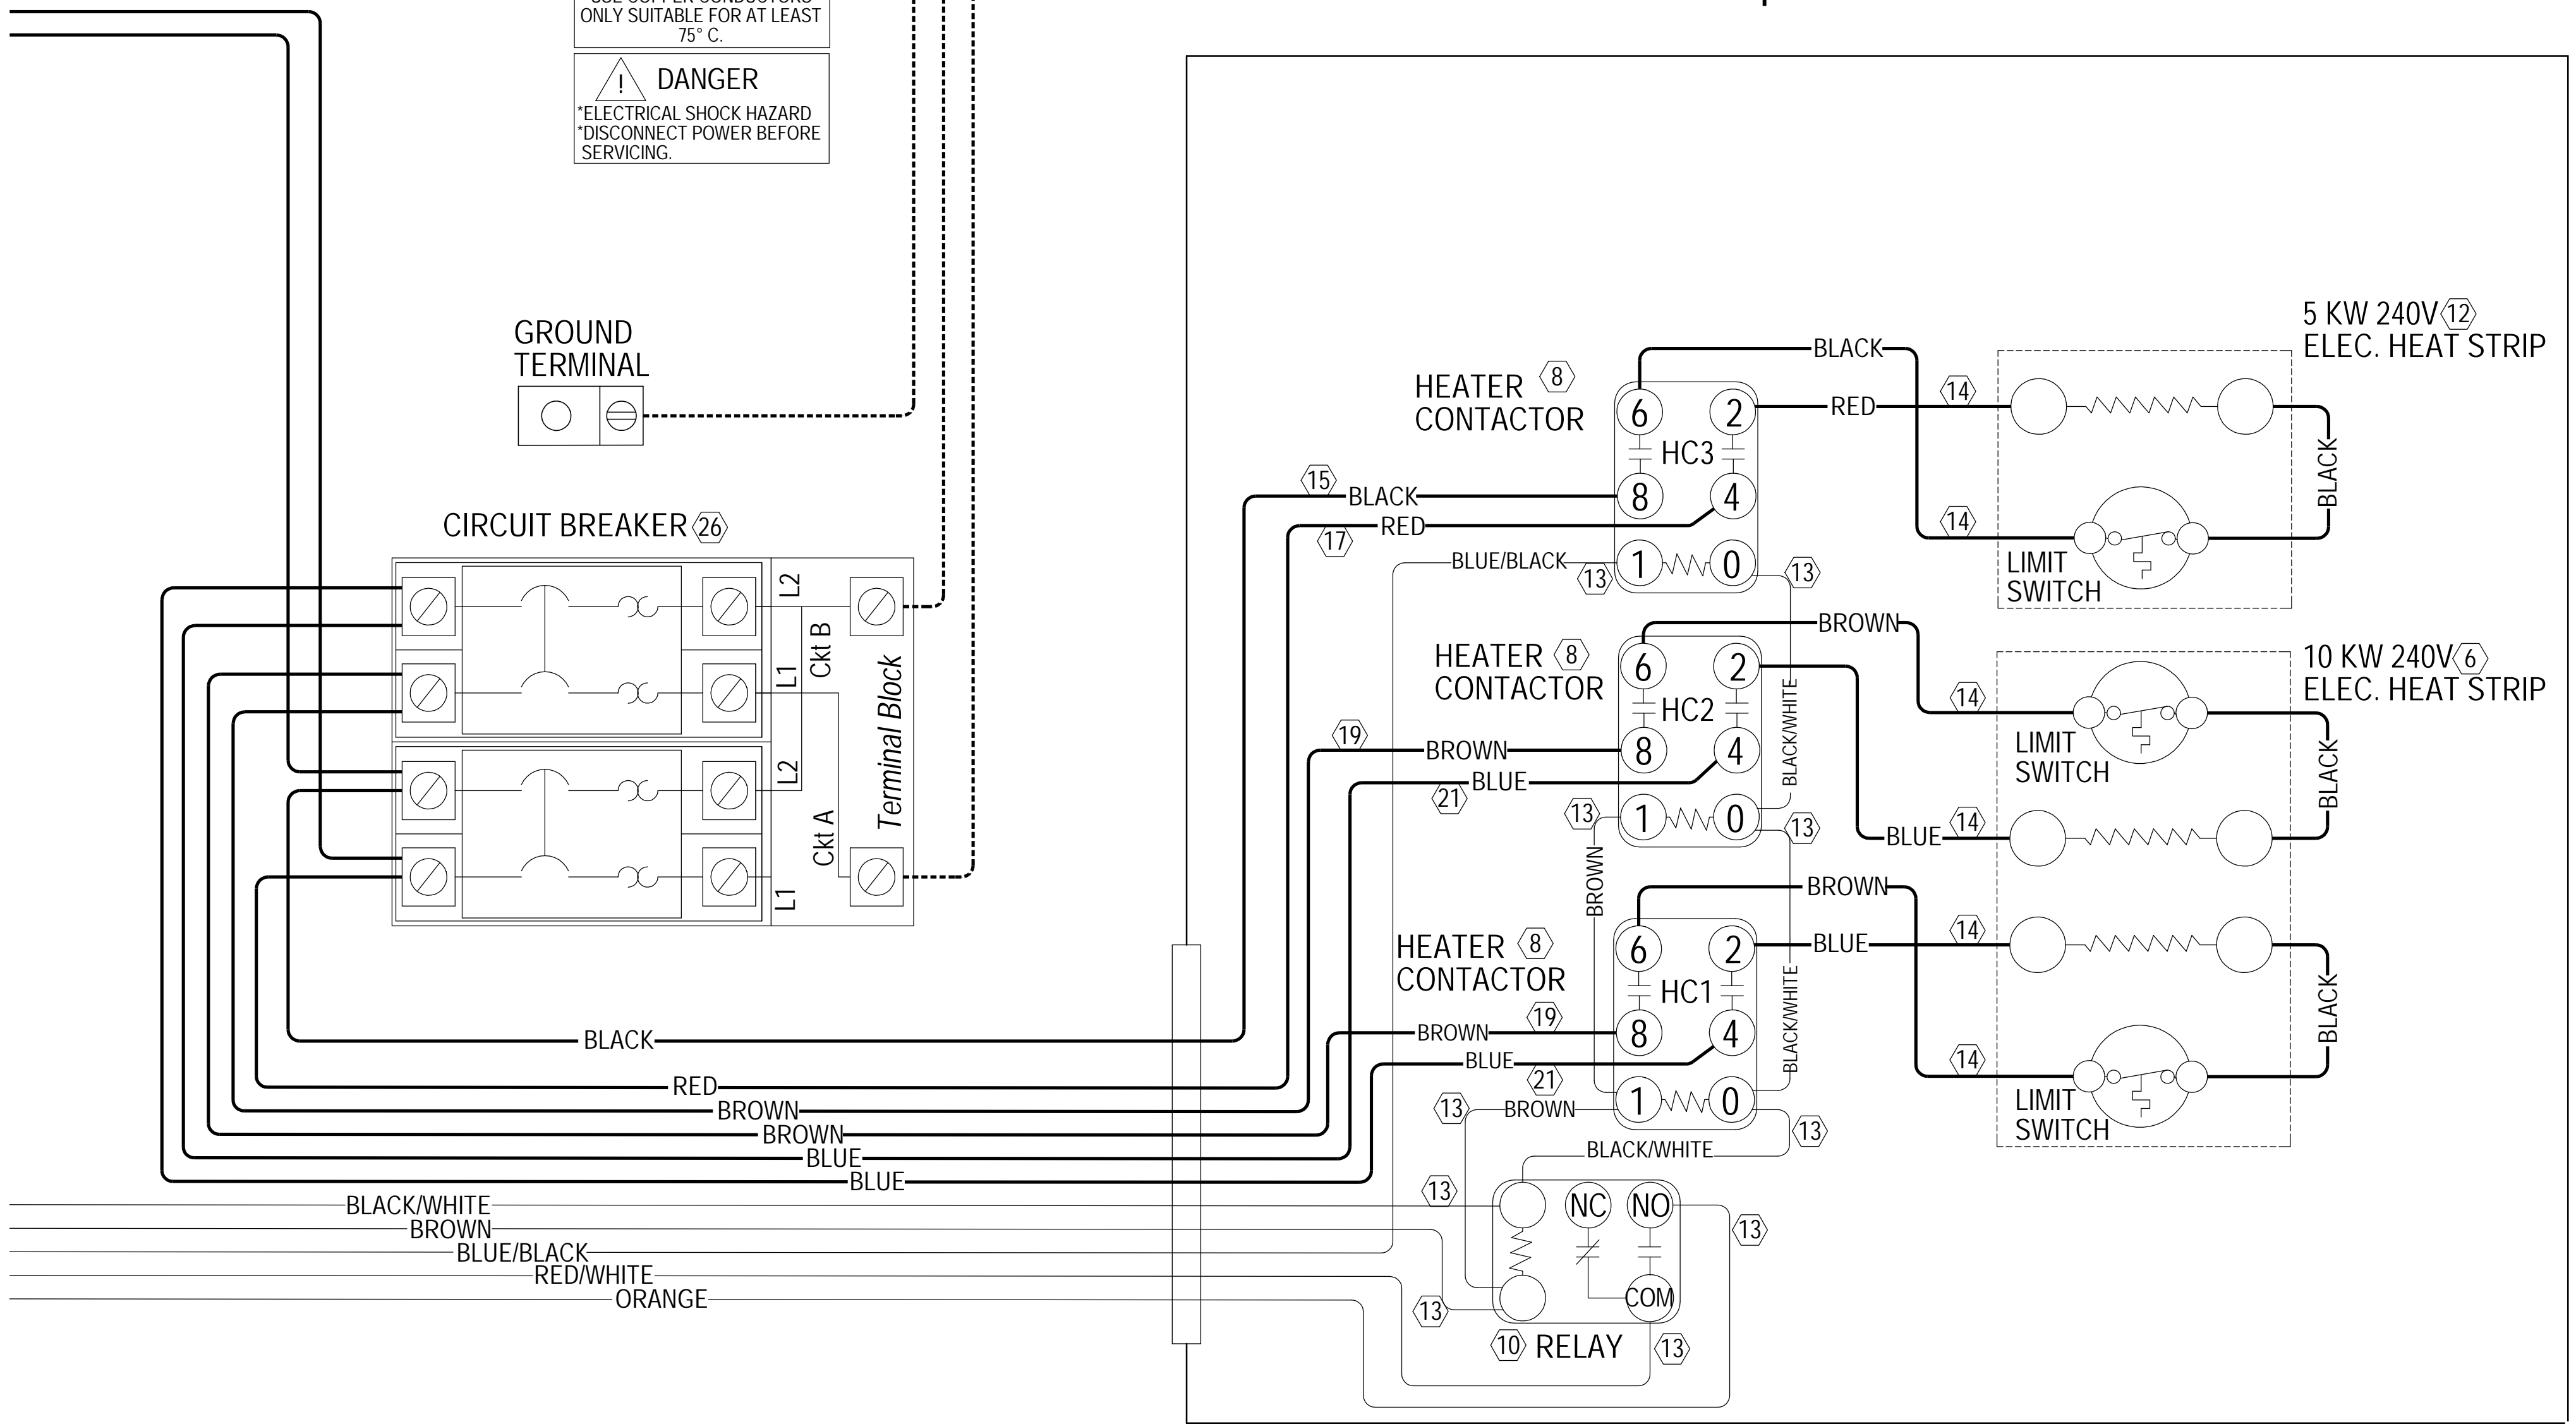 ONLY SUITABLE FOR AT LEAST
75° C.
! DANGER
*ELECTRICAL SHOCK HAZARD
*DISCONNECT POWER BEFORE
SERVICING.
GROUND
TERMINAL
CIRCUIT BREAKER 26
L2
Ckt B
L1
L2
Ckt A
L1
Terminal Block
5 KW 240V 12
ELEC. HEAT STRIP
BLACK
HEATER 8
CONTACTOR
6 2
HC3
8 4
1 0
RED
14
BLACK
15
BLACK
RED
17
14
BLUE/BLACK
13
13
LIMIT
SWITCH
BROWN
HEATER 8
CONTACTOR
6 2
HC2
8 4
1 0
10 KW 240V 6
ELEC. HEAT STRIP
14
BLACK/WHITE
LIMIT
SWITCH
BLACK
19
BROWN
BLUE
21
13
13
BLUE
14
BROWN
BROWN
HEATER 8
CONTACTOR
6 2
HC1
8 4
1 0
BLUE
14
BLACK/WHITE
BLACK
19
BROWN
BLUE
21
14
LIMIT
SWITCH
13
BROWN
13
BLACK/WHITE
BLACK
RED
BROWN
BROWN
BLUE
BLUE
BLACK/WHITE
BROWN
BLUE/BLACK
RED/WHITE
ORANGE
13
NC NO
13
COM
13
10 RELAY
13